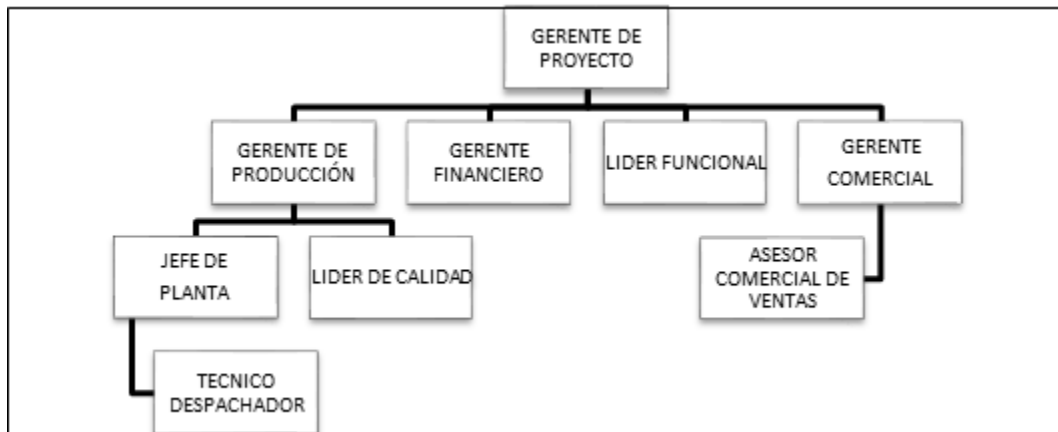 GERENTE DE
PROYECTO
GERENTE DE
PRODUCCIÓN
GERENTE
FINANCIERO
LIDER FUNCIONAL
GERENTE
COMERCIAL
JEFE DE
PLANTA
LIDER DE CALIDAD
ASESOR
COMERCIAL DE
VENTAS
TECNICO
DESPACHADOR